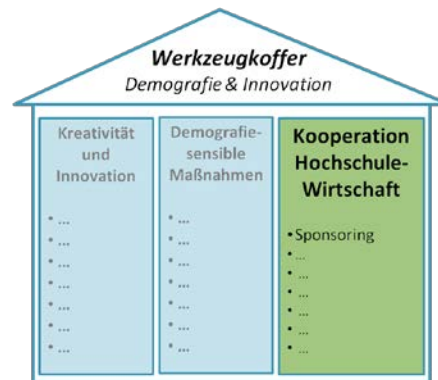 Werkzeugkoffer
Demografie & Innovation
Kreativität
und
Innovation
• ...
• ...
• ...
• ...
• ...
• ...
• ...
Demografie-
sensible
Maßnahmen
• ...
• ...
• ...
• ...
• ...
• ...
• ...
Kooperation
Hochschule-
Wirtschaft
• Sponsoring
• ...
• ...
• ...
• ...
• ...
• ...